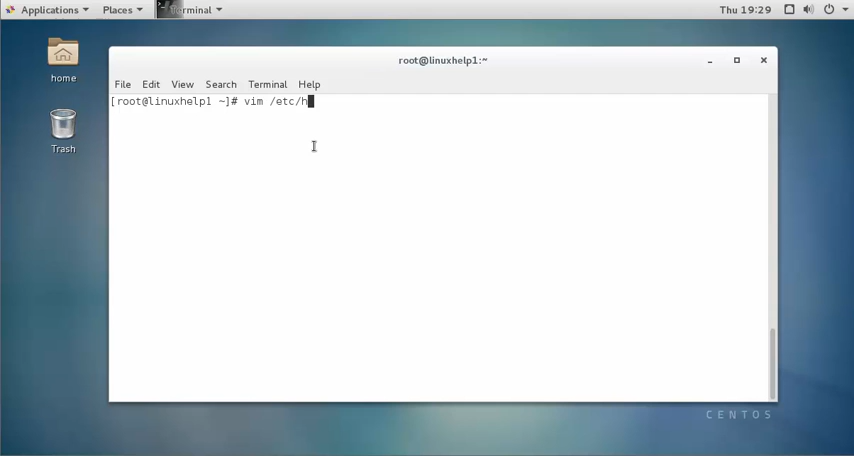 Applications Places Terminal Thu 19:29
home
Trash
root@linuxhelp1:~
File Edit View Search Terminal Help
[root@linuxhelp1 ~]# vim /etc/h
CENTOS